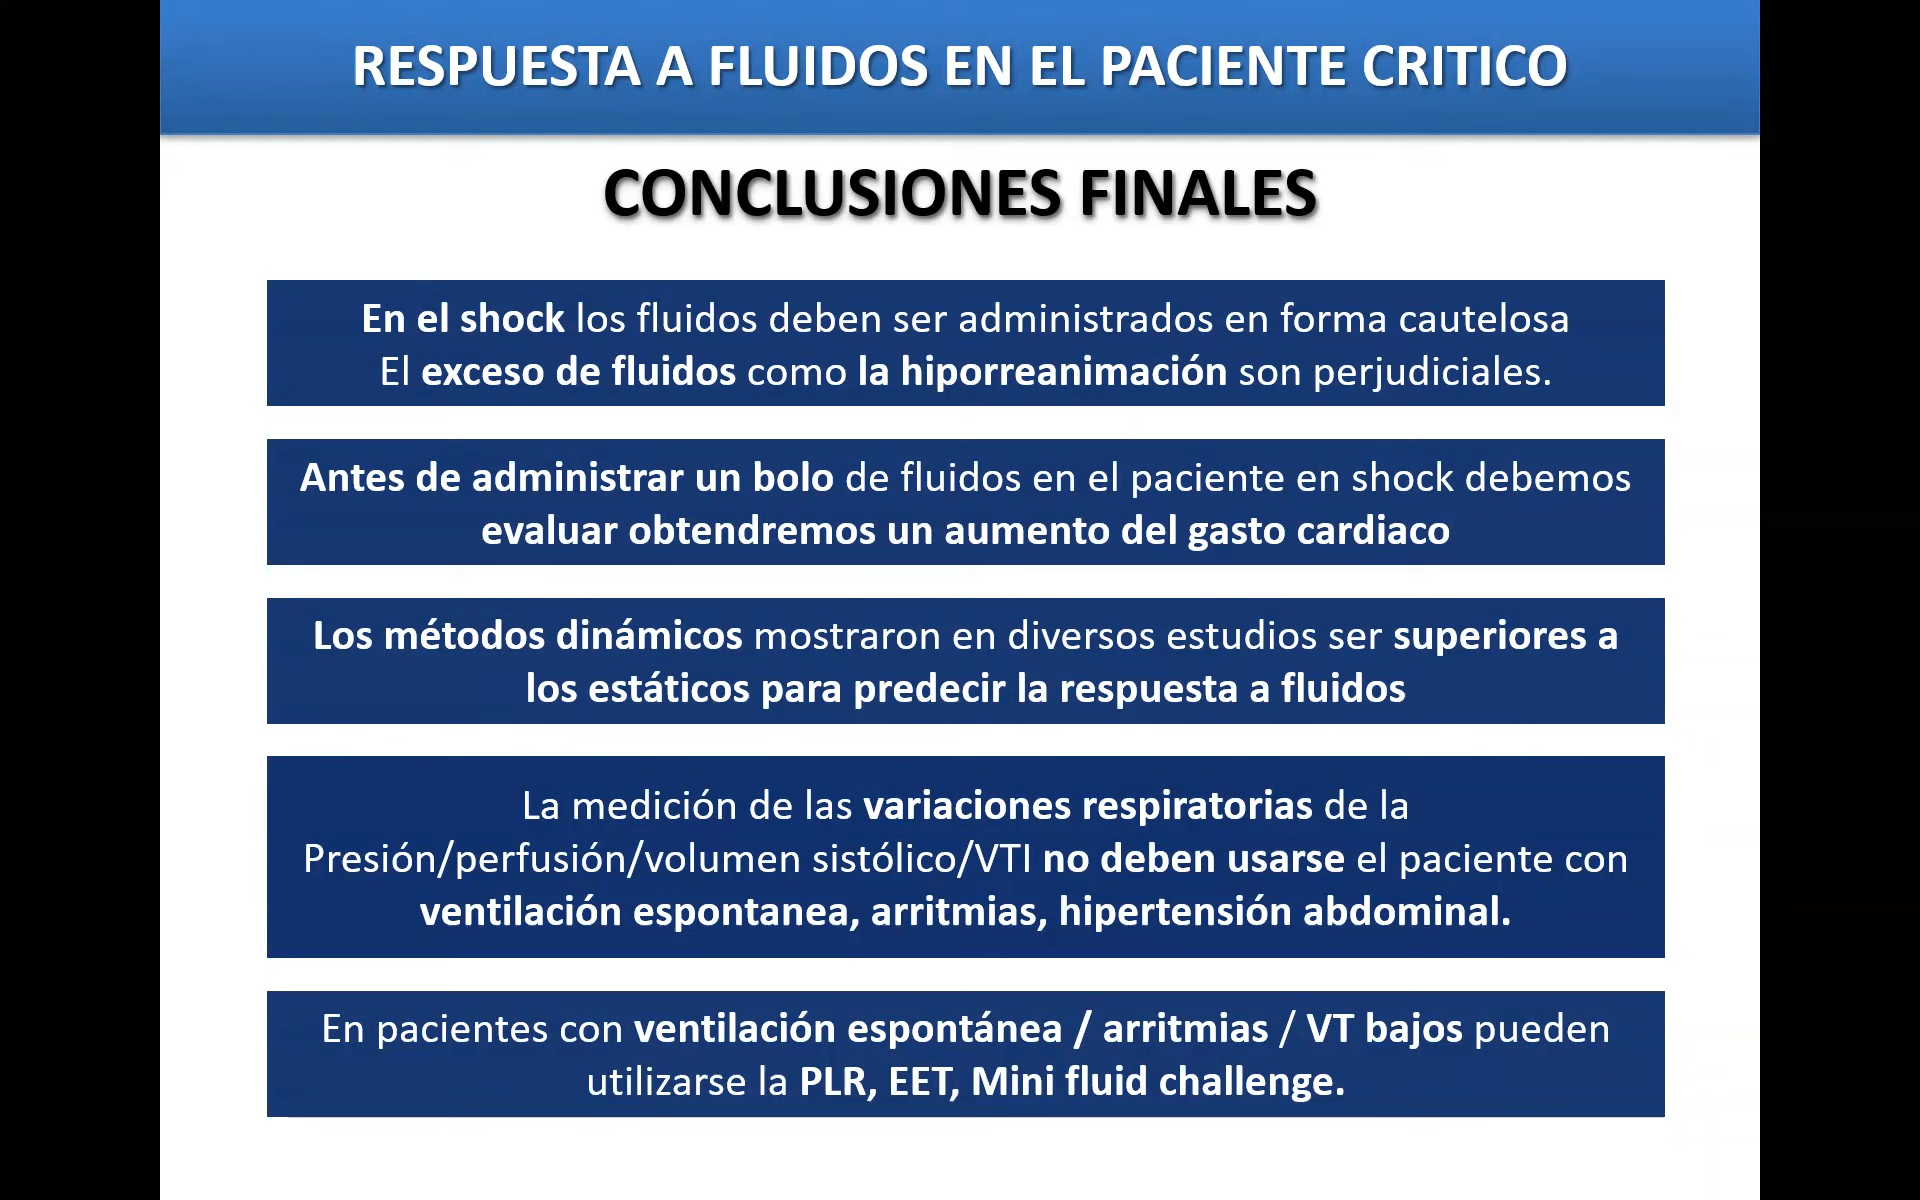 RESPUESTA A FLUIDOS EN EL PACIENTE CRITICO
CONCLUSIONES FINALES
En el shock los fluidos deben ser administrados en forma cautelosa
El exceso de fluidos como la hiporreanimación son perjudiciales.
Antes de administrar un bolo de fluidos en el paciente en shock debemos
evaluar obtendremos un aumento del gasto cardiaco
Los métodos dinámicos mostraron en diversos estudios ser superiores a
los estáticos para predecir la respuesta a fluidos
La medición de las variaciones respiratorias de la
Presión/perfusión/volumen sistólico/VTI no deben usarse el paciente con
ventilación espontanea, arritmias, hipertensión abdominal.
En pacientes con ventilación espontánea / arritmias / VT bajos pueden
utilizarse la PLR, EET, Mini fluid challenge.